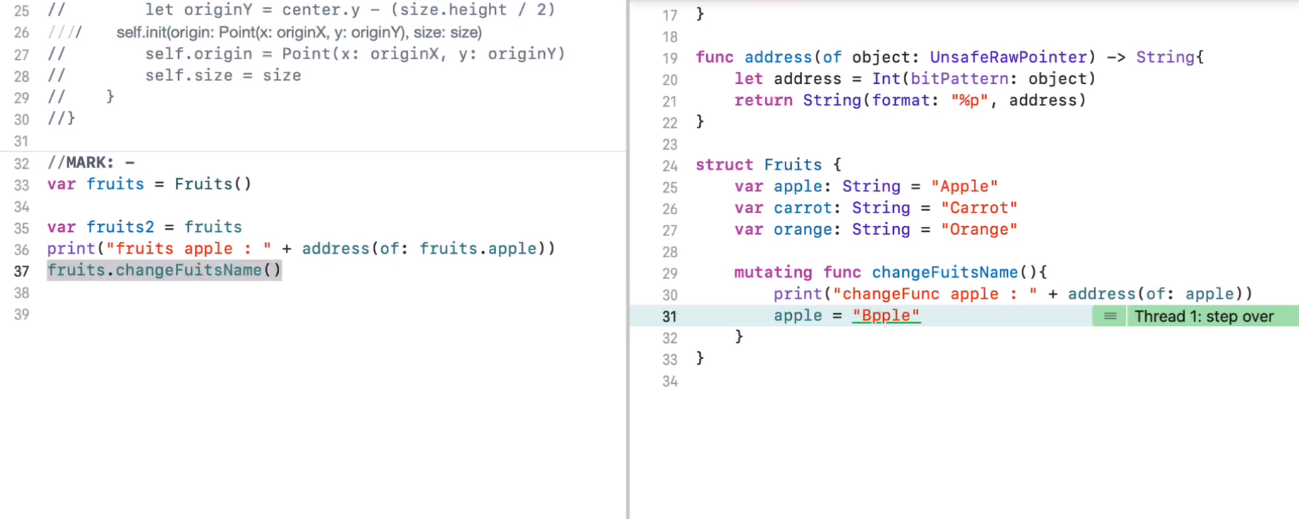 25 //        let originY = center.y - (size.height / 2)
26 ////     self.init(origin: Point(x: originX, y: originY), size: size)
27 //        self.origin = Point(x: originX, y: originY)
28 //        self.size = size
29 //    }
30 //}
31
32 //MARK: -
33 var fruits = Fruits()
34
35 var fruits2 = fruits
36 print("fruits apple : " + address(of: fruits.apple))
37 fruits.changeFuitsName()
38
39
17 }
18
19 func address(of object: UnsafeRawPointer) -> String{
20     let address = Int(bitPattern: object)
21     return String(format: "%p", address)
22 }
23
24 struct Fruits {
25     var apple: String = "Apple"
26     var carrot: String = "Carrot"
27     var orange: String = "Orange"
28
29     mutating func changeFuitsName(){
30         print("changeFunc apple : " + address(of: apple))
31         apple = "Bpple" Thread 1: step over
32     }
33 }
34